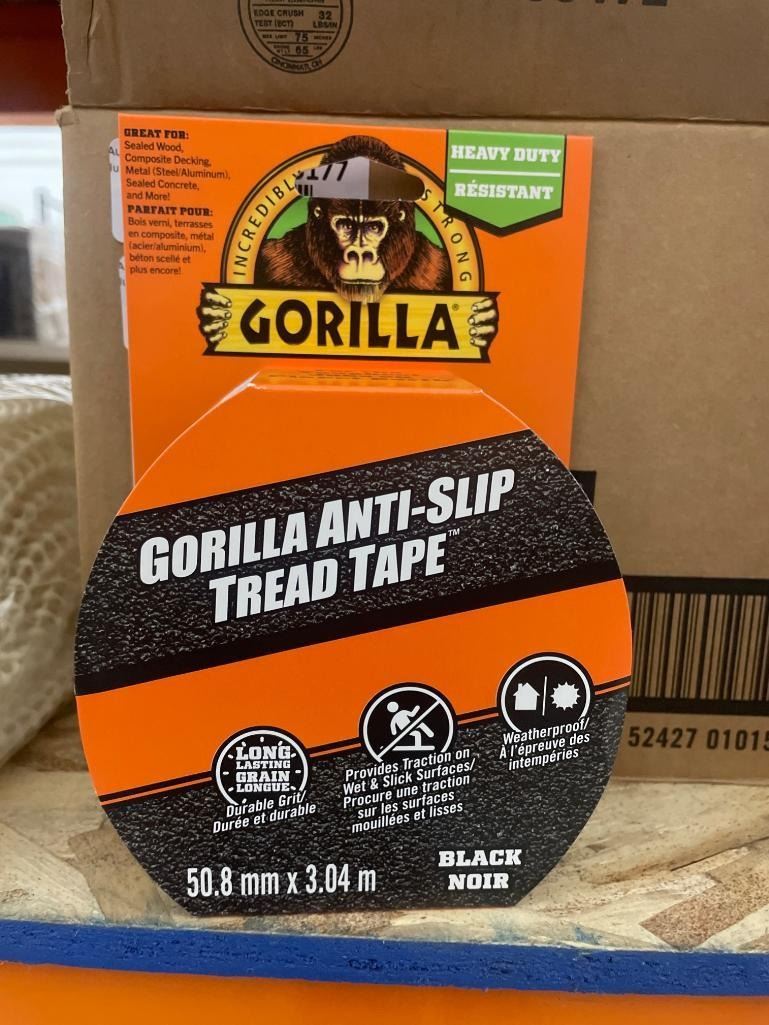 EDGE CRUSH
TEST (ECT)
32
LBS/IN
75
65
CINCINNATI, OH
GREAT FOR:
Sealed Wood,
Composite Decking,
Metal (Steel/Aluminum),
Sealed Concrete,
and More!
PARFAIT POUR:
Bois verni, terrasses
en composite, métal
(acier/aluminium),
béton scellé et
plus encore!
INCREDIBLY STRONG
GORILLA®
HEAVY DUTY
RÉSISTANT
GORILLA ANTI-SLIP
TREAD TAPE™
LONG-
LASTING
GRAIN
LONGUE
Durable Grit/
Durée et durable
Provides Traction on
Wet & Slick Surfaces/
Procure une traction
sur les surfaces
mouillées et lisses
Weatherproof/
À l'épreuve des
intempéries
50.8 mm x 3.04 m
BLACK
NOIR
52427 01015